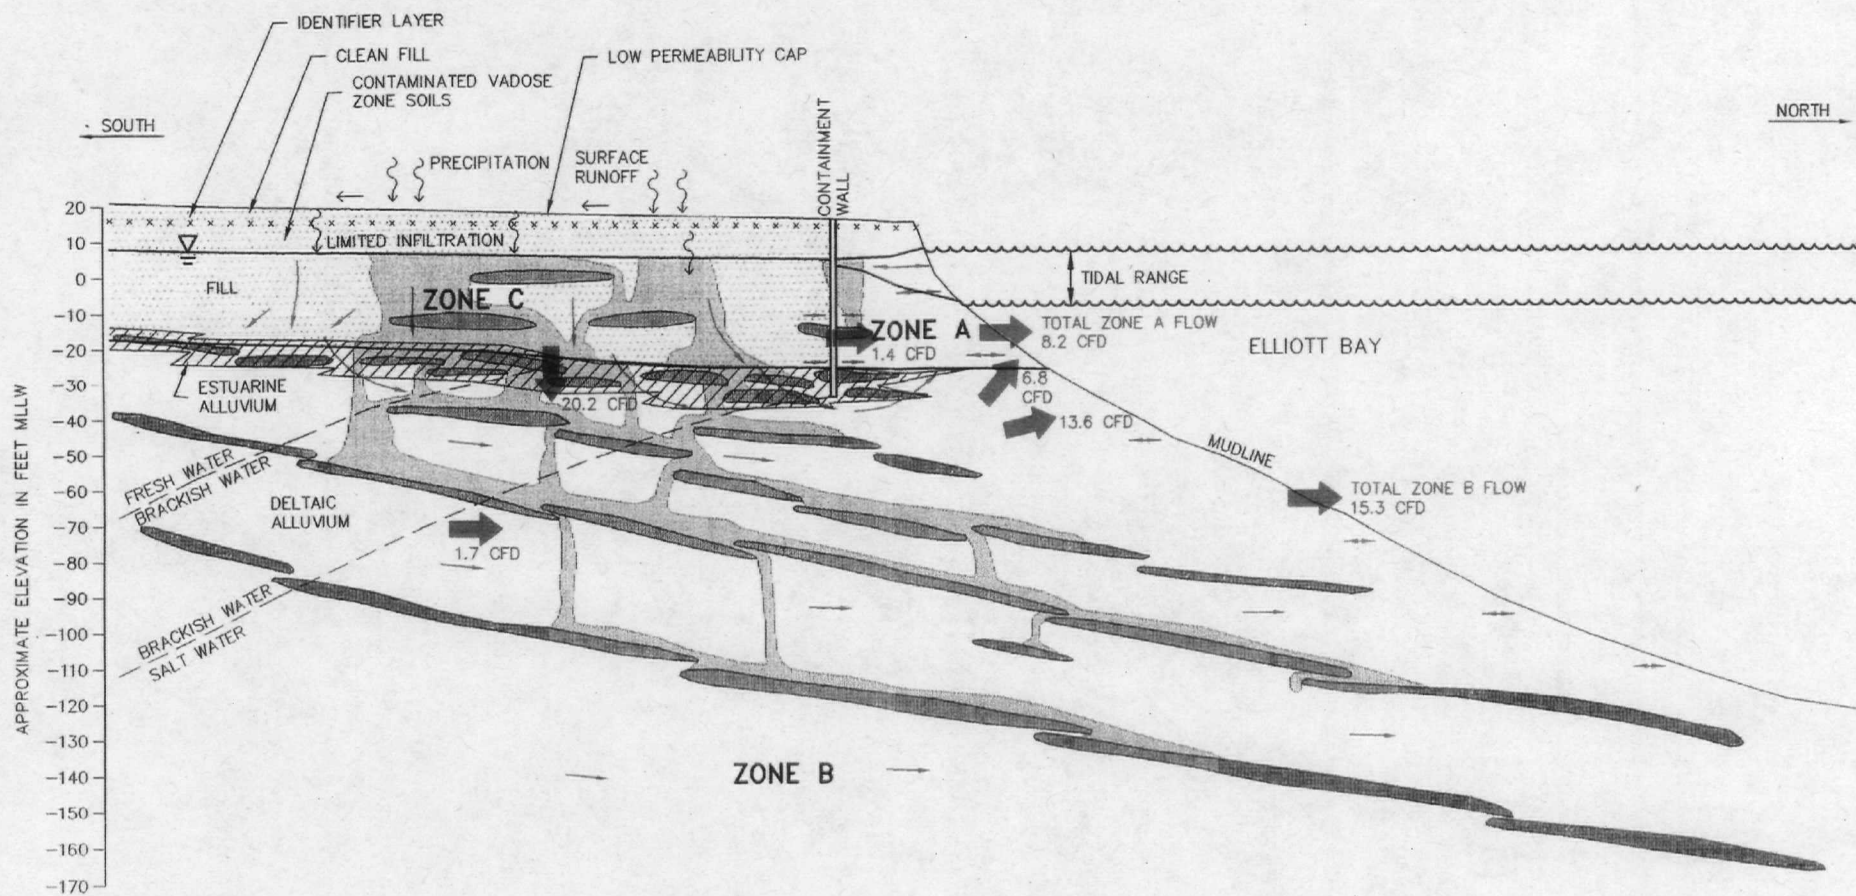 IDENTIFIER LAYER
CLEAN FILL
LOW PERMEABILITY CAP
CONTAMINATED VADOSE
ZONE SOILS
SOUTH
NORTH
CONTAINMENT
WALL
PRECIPITATION
SURFACE
RUNOFF
LIMITED INFILTRATION
FILL
ZONE C
ZONE A
1.4 CFD
TIDAL RANGE
TOTAL ZONE A FLOW
8.2 CFD
ELLIOTT BAY
6.8
CFD
13.6 CFD
20.2 CFD
ESTUARINE
ALLUVIUM
MUDLINE
FRESH WATER
BRACKISH WATER
DELTAIC
ALLUVIUM
1.7 CFD
TOTAL ZONE B FLOW
15.3 CFD
BRACKISH WATER
SALT WATER
ZONE B
APPROXIMATE ELEVATION IN FEET MLLW
20
10
0
-10
-20
-30
-40
-50
-60
-70
-80
-90
-100
-110
-120
-130
-140
-150
-160
-170